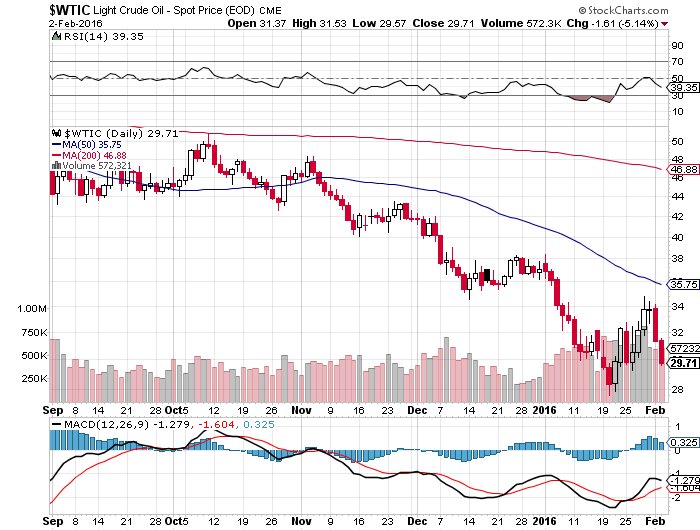 $WTIC Light Crude Oil - Spot Price (EOD) CME © StockCharts.com
2-Feb-2016 Open 31.37 High 31.53 Low 29.57 Close 29.71 Volume 572.3K Chg -1.61 (-5.14%)
RSI(14) 39.35
90
70
50
39.35
30
10
$WTIC (Daily) 29.71
MA(50) 35.75
MA(200) 46.88
Volume 572,321
50
48
46.88
46
44
42
40
38
35.75
34
32
57232
29.71
28
1.00M
750K
500K
250K
Sep 8 14 21 28 Oct 5 12 19 26 Nov 9 16 23 Dec 7 14 21 28 2016 11 19 25 Feb
MACD(12,26,9) -1.279, -1.604, 0.325
1
0.325
-1.279
-1.604
-2
Sep 8 14 21 28 Oct 5 12 19 26 Nov 9 16 23 Dec 7 14 21 28 2016 11 19 25 Feb